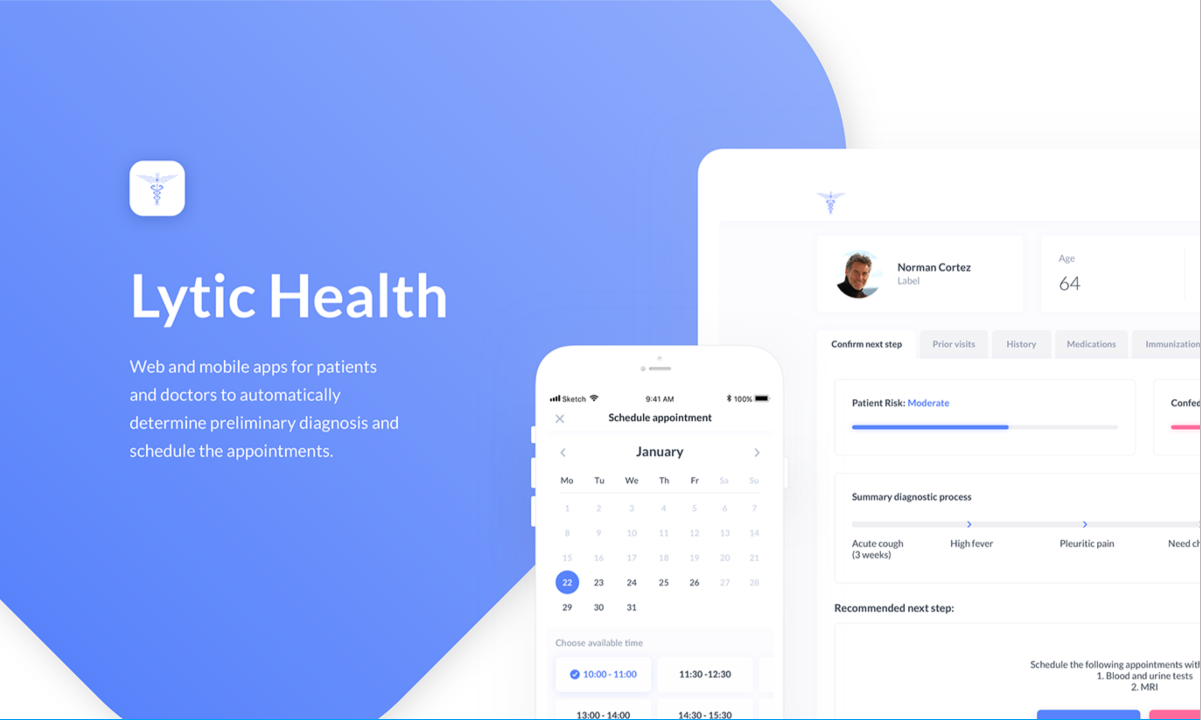 Lytic Health
Web and mobile apps for patients
and doctors to automatically
determine preliminary diagnosis and
schedule the appointments.
Sketch 9:41 AM 100%
Schedule appointment
January
Mo Tu We Th Fr Sa Su
1 2 3 4 5 6 7
8 9 10 11 12 13 14
15 16 17 18 19 20 21
22 23 24 25 26 27 28
29 30 31
Choose available time
10:00 - 11:00 11:30 -12:30
13:00 - 14:00 14:30 - 15:30
Norman Cortez
Label
Age
64
Confirm next step Prior visits History Medications Immunization
Patient Risk: Moderate
Summary diagnostic process
Acute cough
(3 weeks)
High fever
Pleuritic pain
Need
Recommended next step:
Schedule the following appointments
1. Blood and urine tests
2. MRI